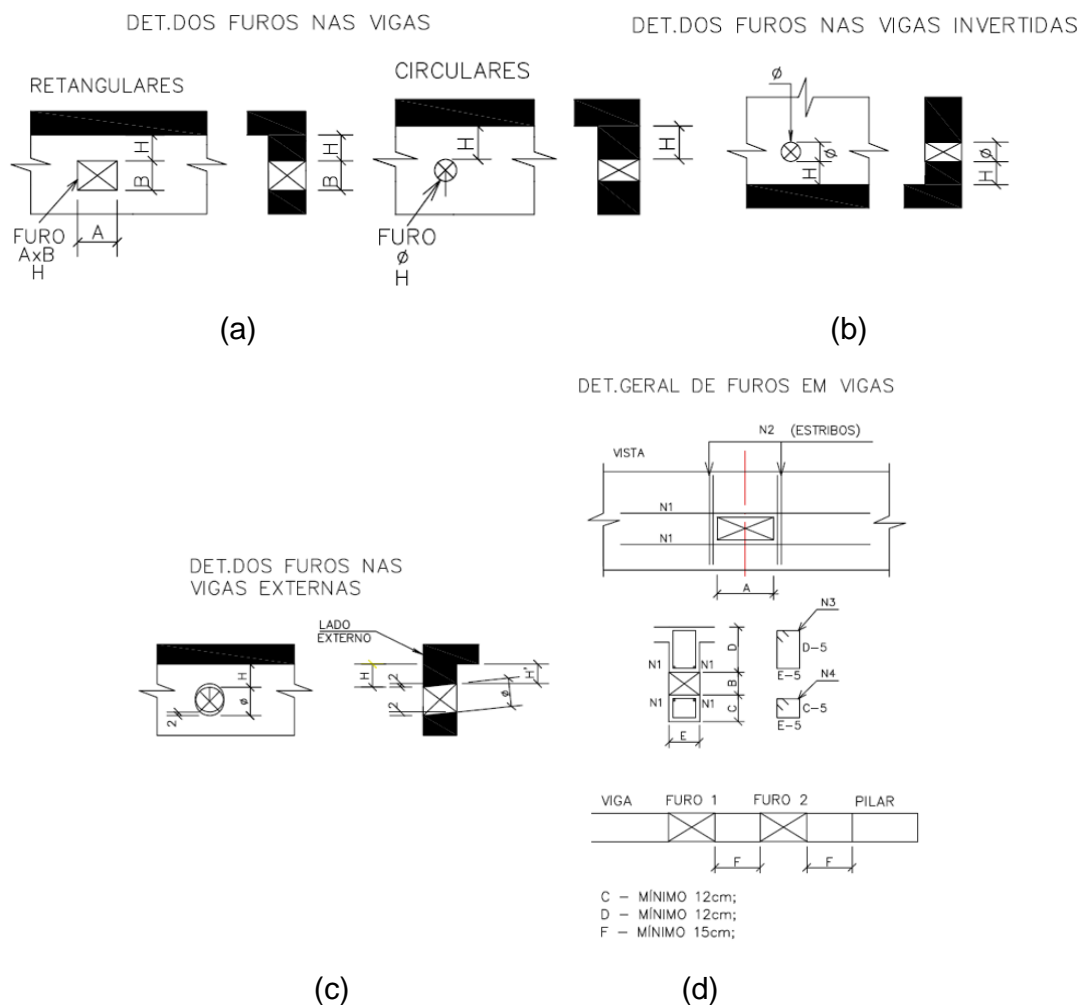 DET.DOS FUROS NAS VIGAS
RETANGULARES
H
B
A
FURO
AxB
H
H
B
CIRCULARES
H
FURO
ø
H
H
(a)
DET.DOS FUROS NAS VIGAS INVERTIDAS
ø
ø
H
ø
H
(b)
DET.DOS FUROS NAS
VIGAS EXTERNAS
H
ø
2
LADO
EXTERNO
H
2
2
ø
H'
(c)
DET.GERAL DE FUROS EM VIGAS
N2 (ESTRIBOS)
VISTA
N1
N1
A
N1 N1
N1 N1
D
B
C
E
N3
D-5
E-5
N4
C-5
E-5
VIGA FURO 1 FURO 2 PILAR
F F
C – MÍNIMO 12cm;
D – MÍNIMO 12cm;
F – MÍNIMO 15cm;
(d)